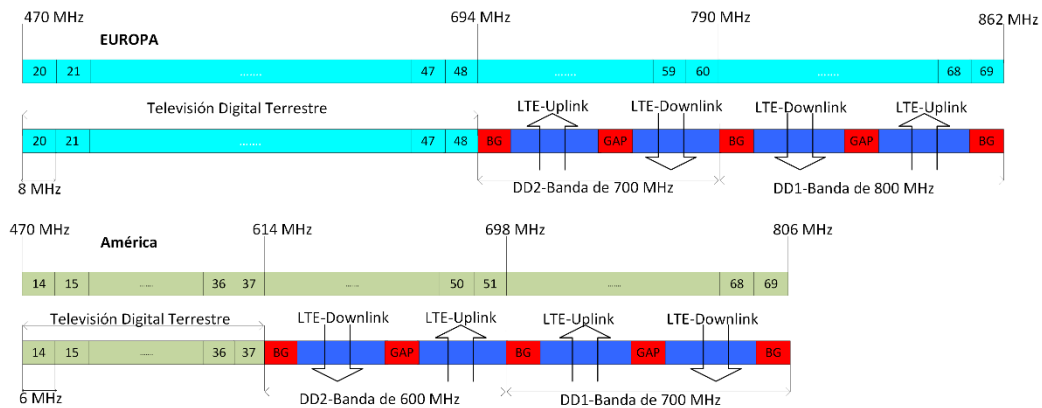 470 MHz 694 MHz 790 MHz 862 MHz
EUROPA
20 21 ....... 47 48 ....... 59 60 ....... 68 69
Televisión Digital Terrestre LTE-Uplink LTE-Downlink LTE-Downlink LTE-Uplink
20 21 ....... 47 48 BG GAP BG GAP BG
8 MHz DD2-Banda de 700 MHz DD1-Banda de 800 MHz
470 MHz 614 MHz 698 MHz 806 MHz
América
14 15 ...... 36 37 ...... 50 51 ...... 68 69
Televisión Digital Terrestre LTE-Downlink LTE-Uplink LTE-Uplink LTE-Downlink
14 15 ...... 36 37 BG GAP BG GAP BG
6 MHz DD2-Banda de 600 MHz DD1-Banda de 700 MHz